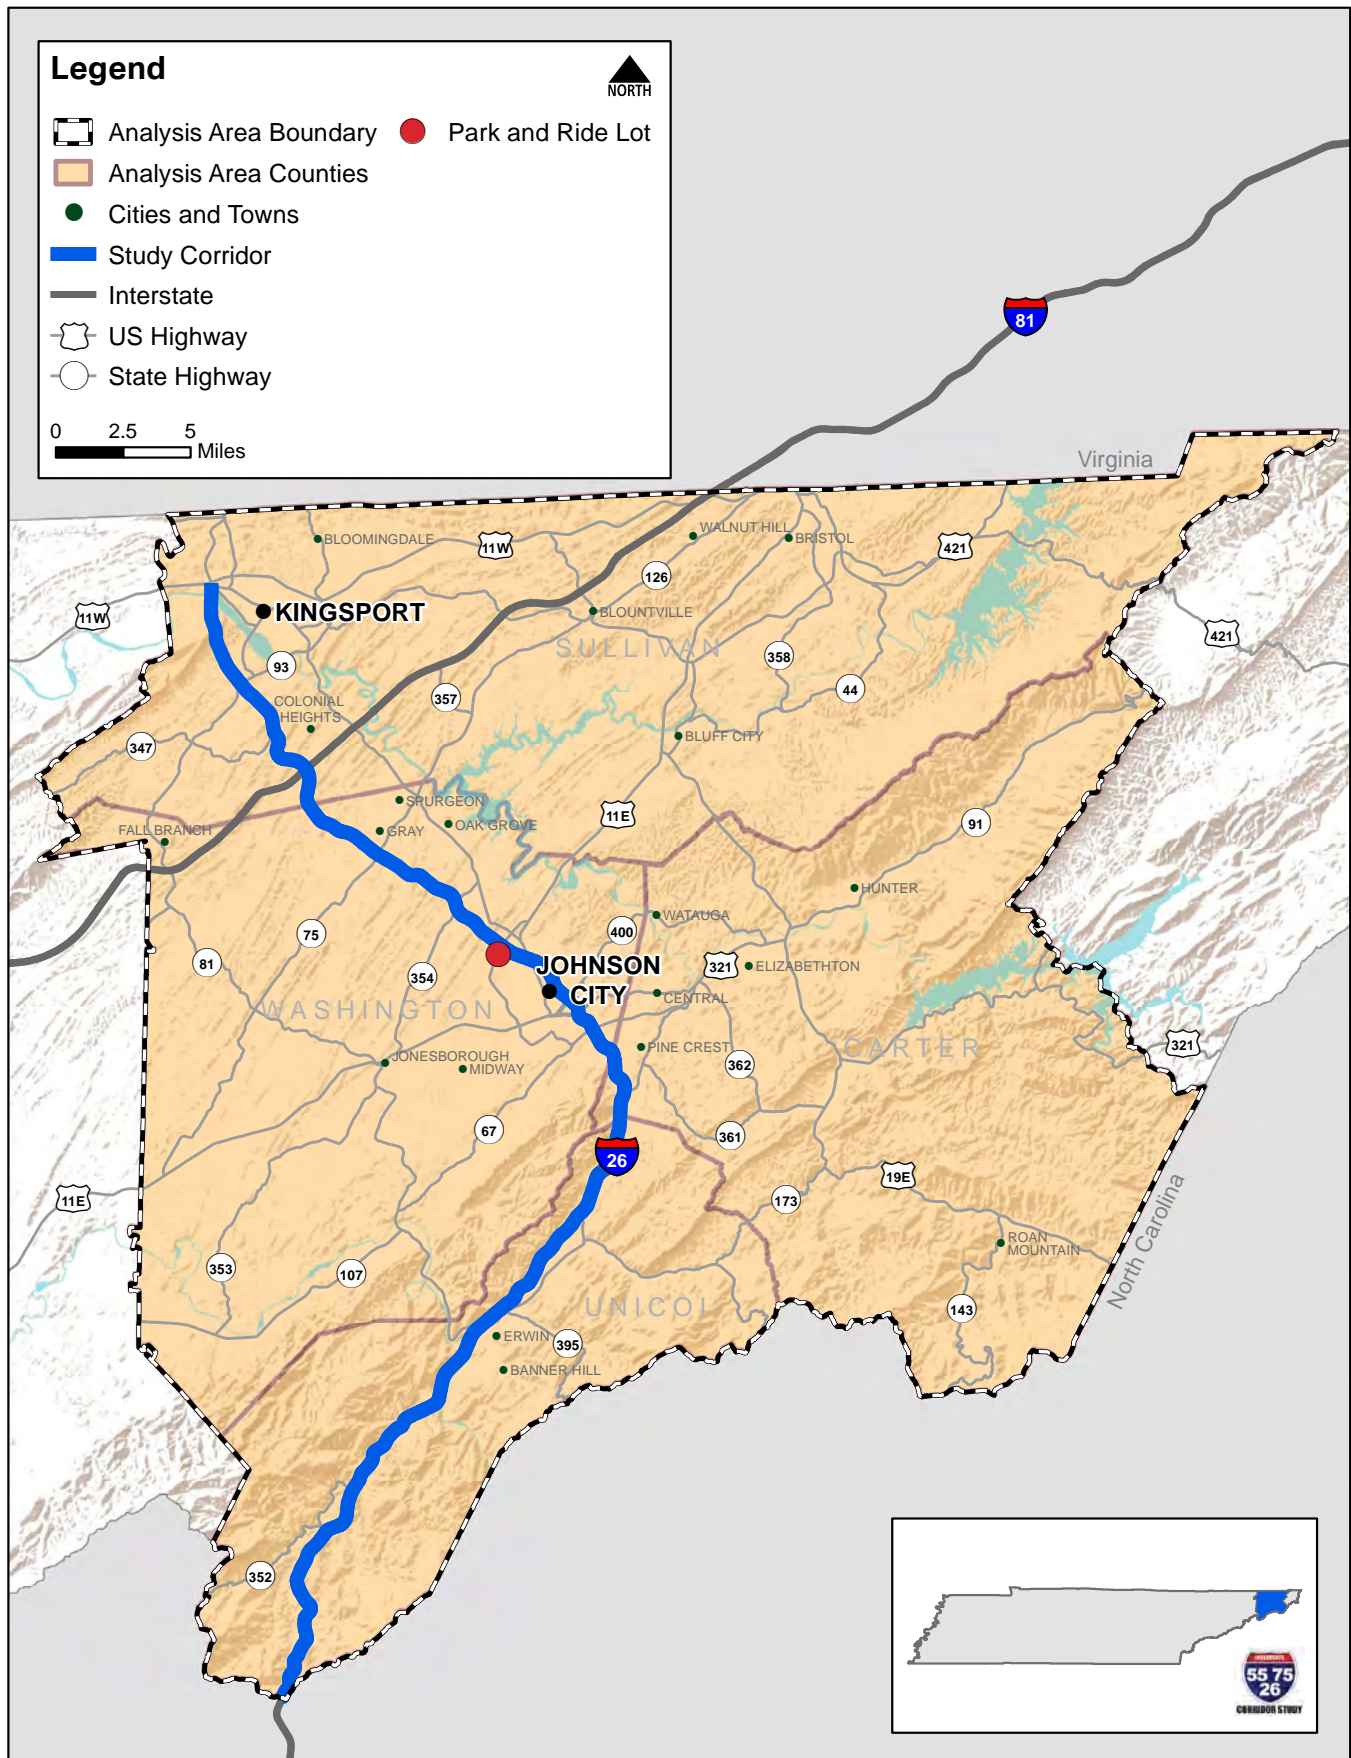 Legend
NORTH
Analysis Area Boundary
Park and Ride Lot
Analysis Area Counties
Cities and Towns
Study Corridor
Interstate
US Highway
State Highway
0 2.5 5
Miles
81
Virginia
BLOOMINGDALE
11W
WALNUT HILL
BRISTOL
421
126
11W
KINGSPORT
BLOUNTVILLE
SULLIVAN
421
93
358
357
44
COLONIAL
HEIGHTS
347
BLUFF CITY
SPURGEON
11E
FALL BRANCH
GRAY
OAK GROVE
91
HUNTER
WATAUGA
75
400
81
354
JOHNSON
CITY
321
ELIZABETHTON
CENTRAL
WASHINGTON
CARTER
321
PINE CREST
JONESBOROUGH
MIDWAY
362
67
361
26
19E
11E
173
North Carolina
ROAN
MOUNTAIN
353
107
UNICOI
143
ERWIN
395
BANNER HILL
352
INTERSTATE
55 75
26
CORRIDOR STUDY